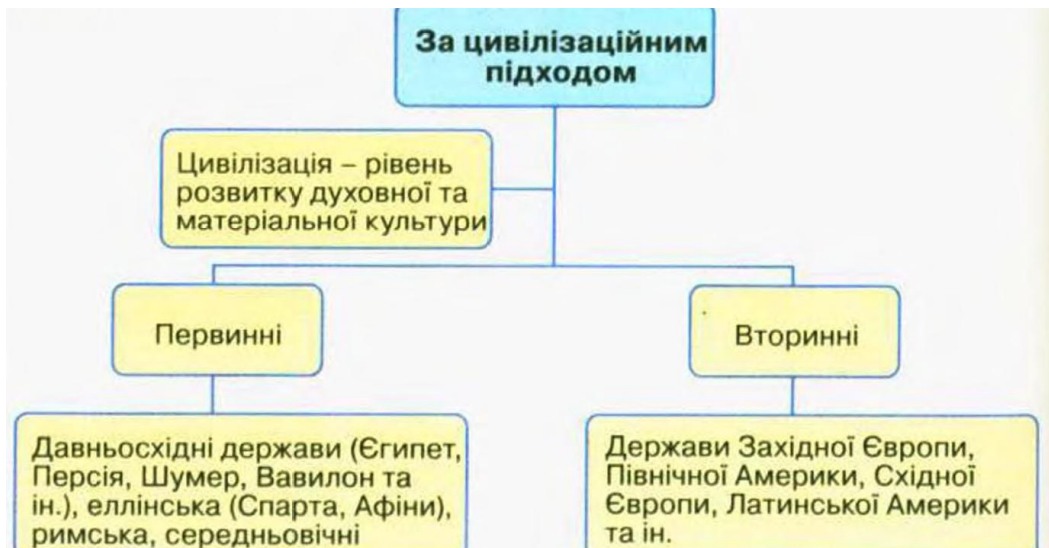 За цивілізаційним
підходом
Цивілізація – рівень
розвитку духовної та
матеріальної культури
Первинні
Вторинні
Давньосхідні держави (Єгипет,
Персія, Шумер, Вавилон та
ін.), еллінська (Спарта, Афіни),
римська, середньовічні
Держави Західної Європи,
Північної Америки, Східної
Європи, Латинської Америки
та ін.